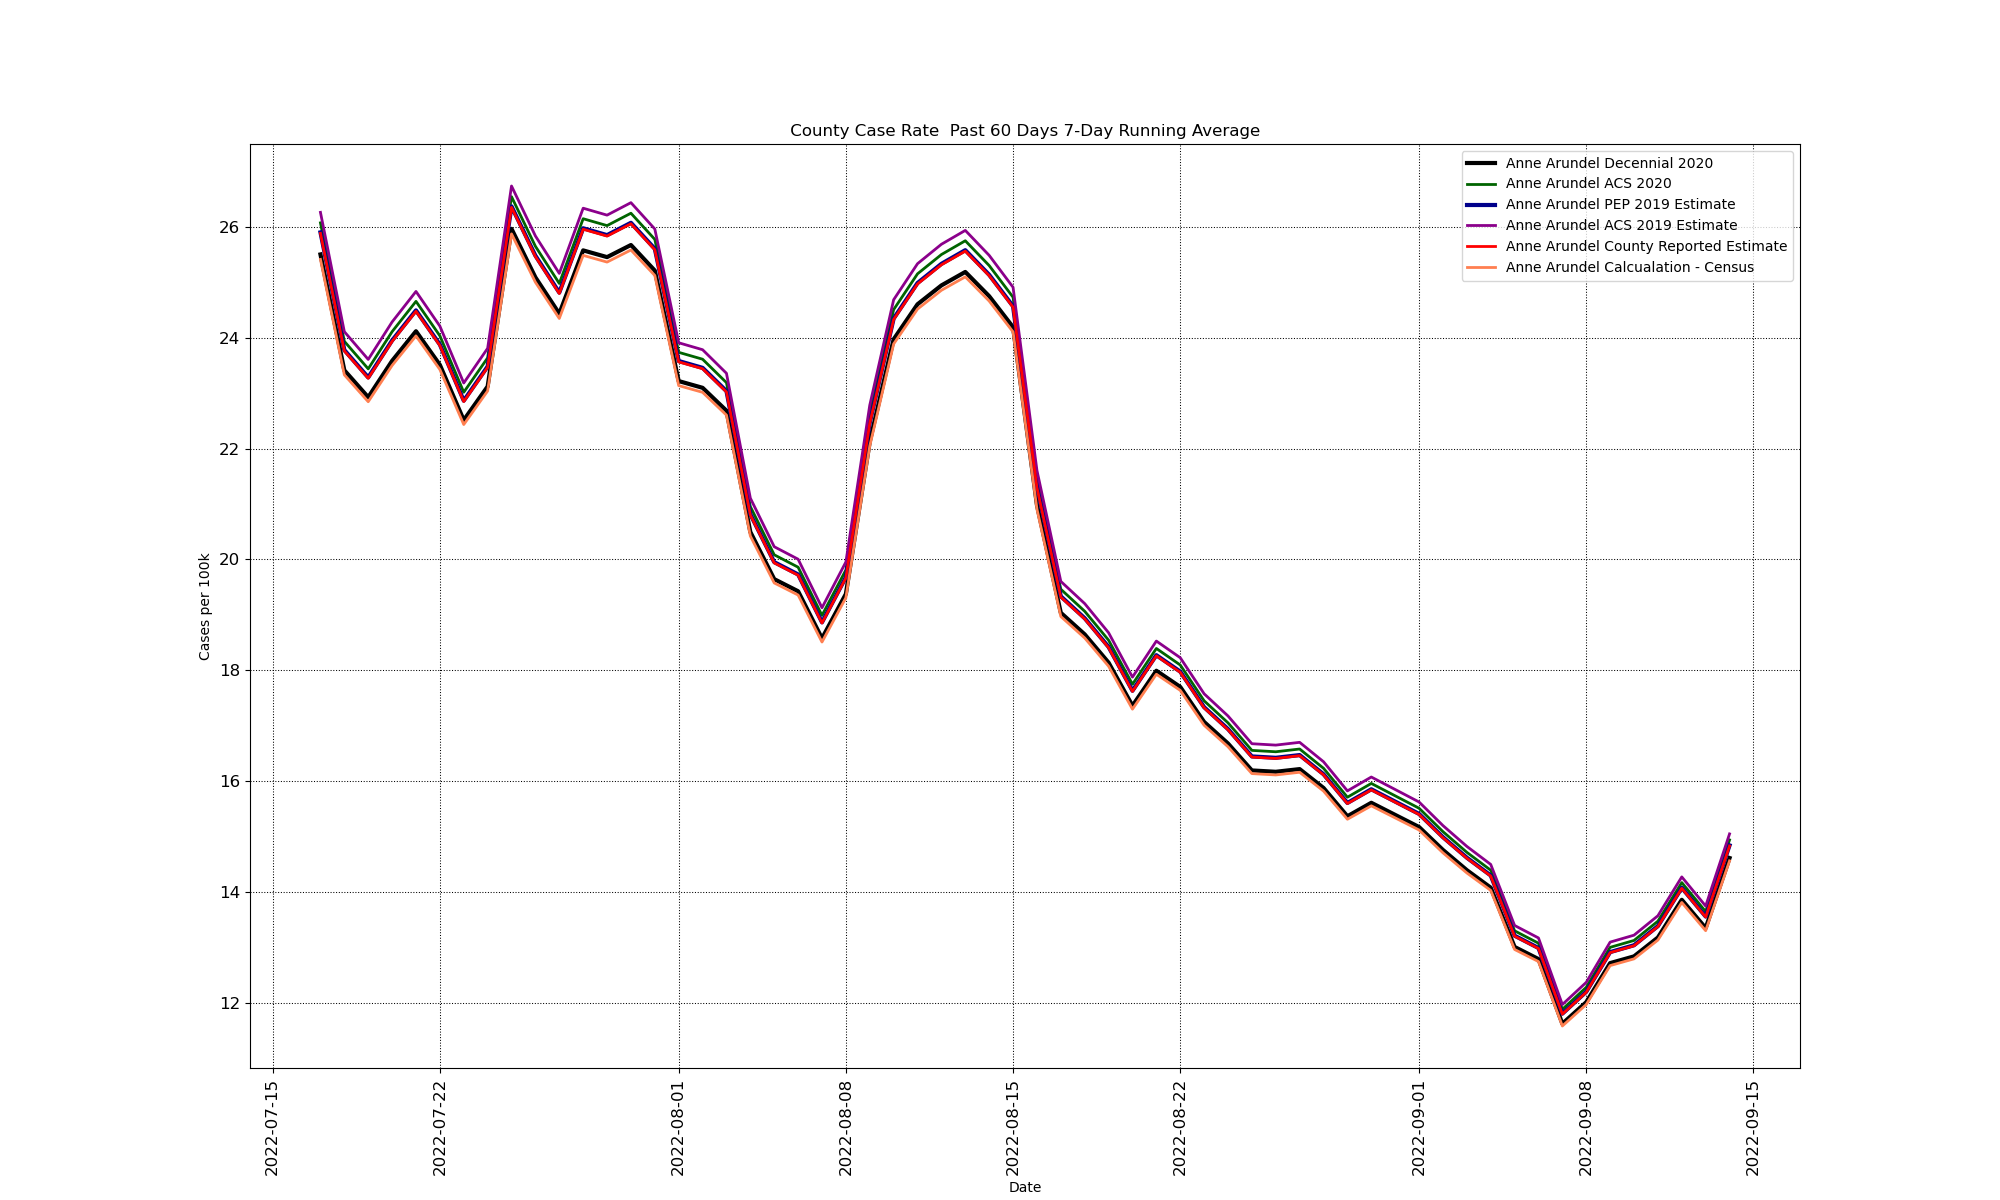 County Case Rate  Past 60 Days 7-Day Running Average
Anne Arundel Decennial 2020
Anne Arundel ACS 2020
Anne Arundel PEP 2019 Estimate
Anne Arundel ACS 2019 Estimate
Anne Arundel County Reported Estimate
Anne Arundel Calcualation - Census
26
24
22
20
18
16
14
12
Cases per 100k
2022-07-15
2022-07-22
2022-08-01
2022-08-08
2022-08-15
2022-08-22
2022-09-01
2022-09-08
2022-09-15
Date